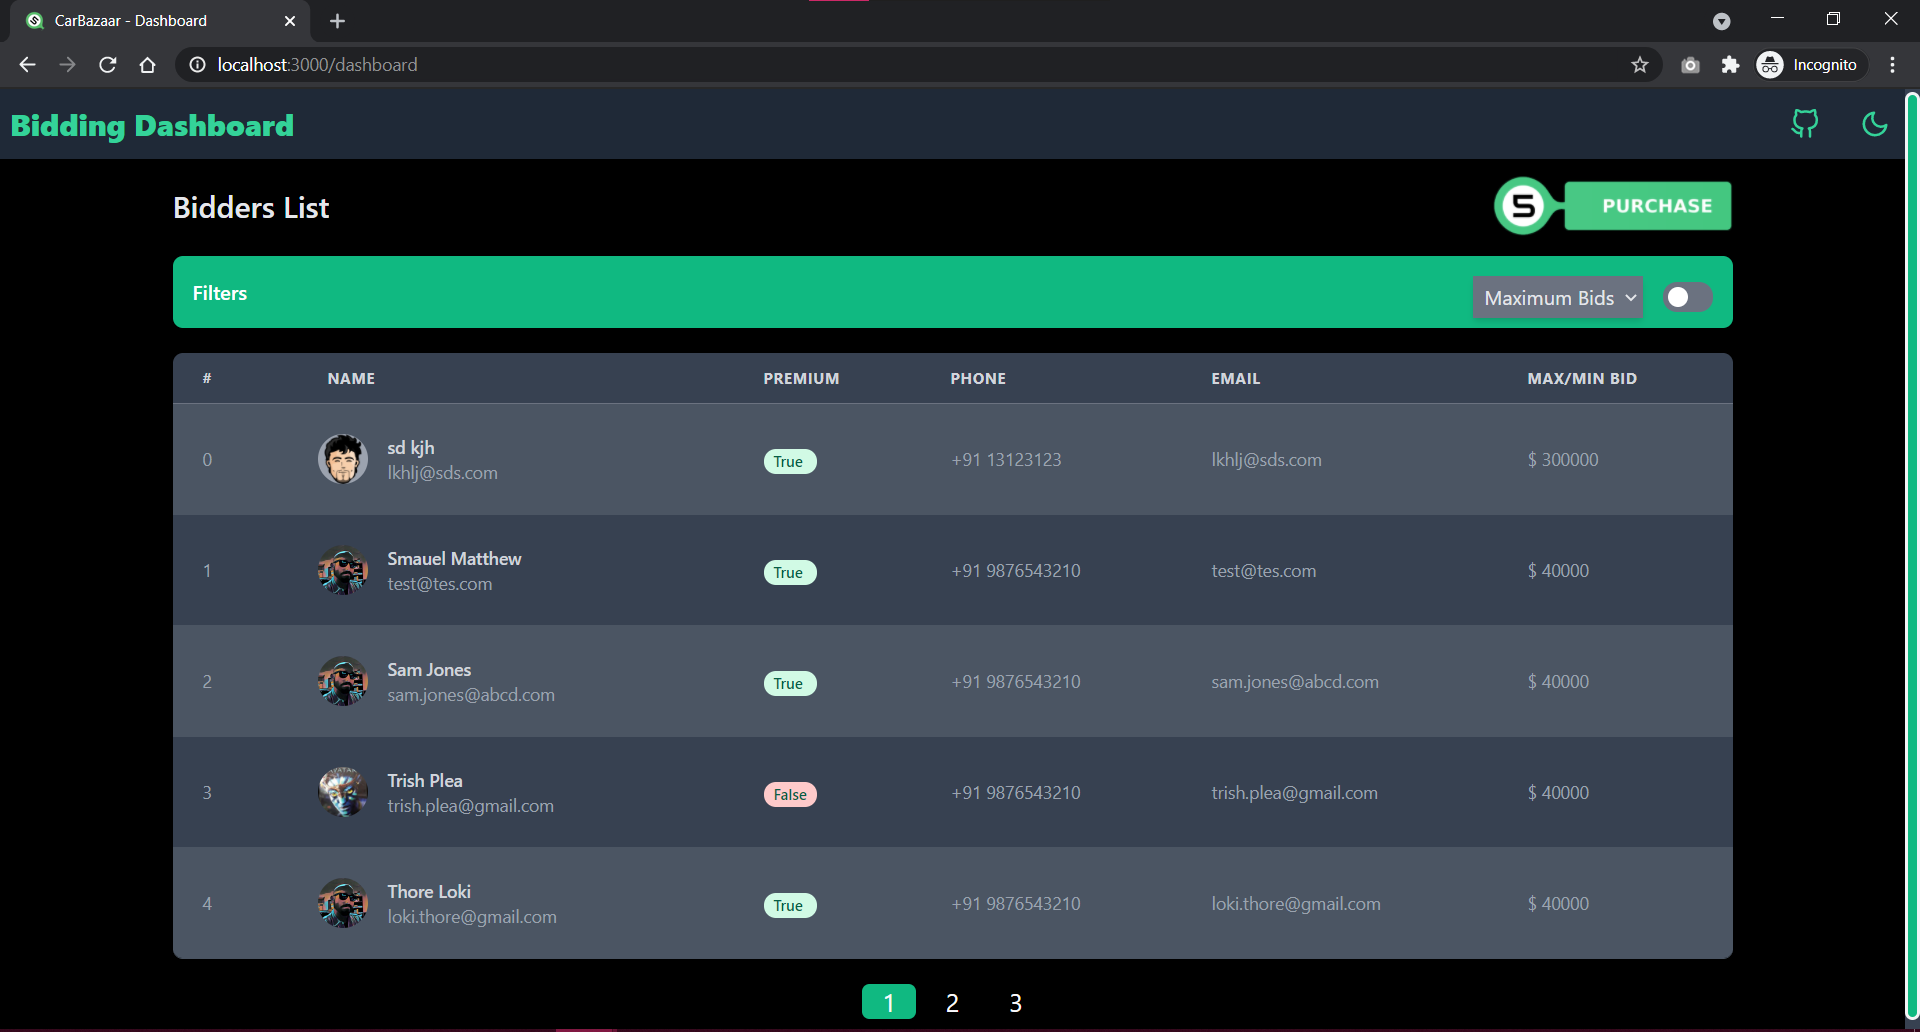 CarBazaar - Dashboard
localhost:3000/dashboard
Incognito
Bidding Dashboard
Bidders List
S PURCHASE
Filters
Maximum Bids
# NAME PREMIUM PHONE EMAIL MAX/MIN BID
0 sd kjh True +91 13123123 lkhlj@sds.com $ 300000
lkhlj@sds.com
1 Smauel Matthew True +91 9876543210 test@tes.com $ 40000
test@tes.com
2 Sam Jones True +91 9876543210 sam.jones@abcd.com $ 40000
sam.jones@abcd.com
3 Trish Plea False +91 9876543210 trish.plea@gmail.com $ 40000
trish.plea@gmail.com
4 Thore Loki True +91 9876543210 loki.thore@gmail.com $ 40000
loki.thore@gmail.com
1 2 3